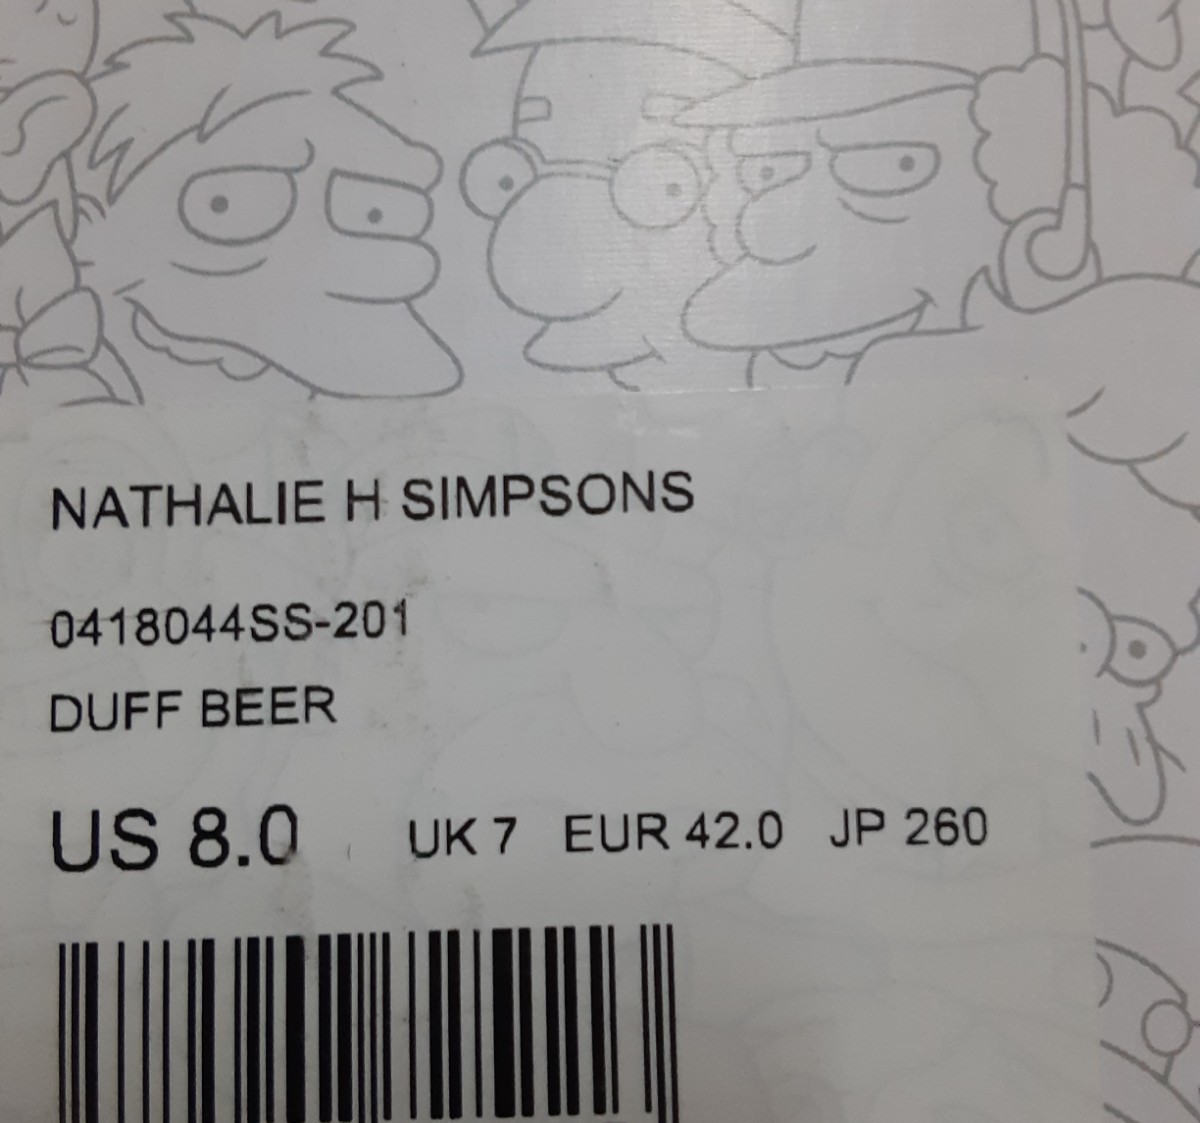 NATHALIE H SIMPSONS
0418044SS-201
DUFF BEER
US 8.0 UK 7 EUR 42.0 JP 260